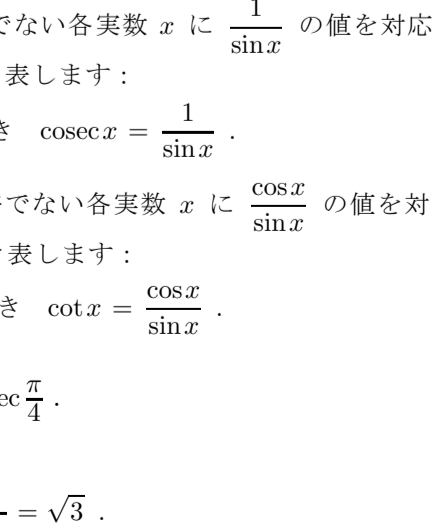 でない各実数 x に 1/sin x の値を対応
表します :
き cosec x = 1/sin x .
でない各実数 x に cos x/sin x の値を対
表します :
き cot x = cos x/sin x .
ec π/4 .
= √3 .